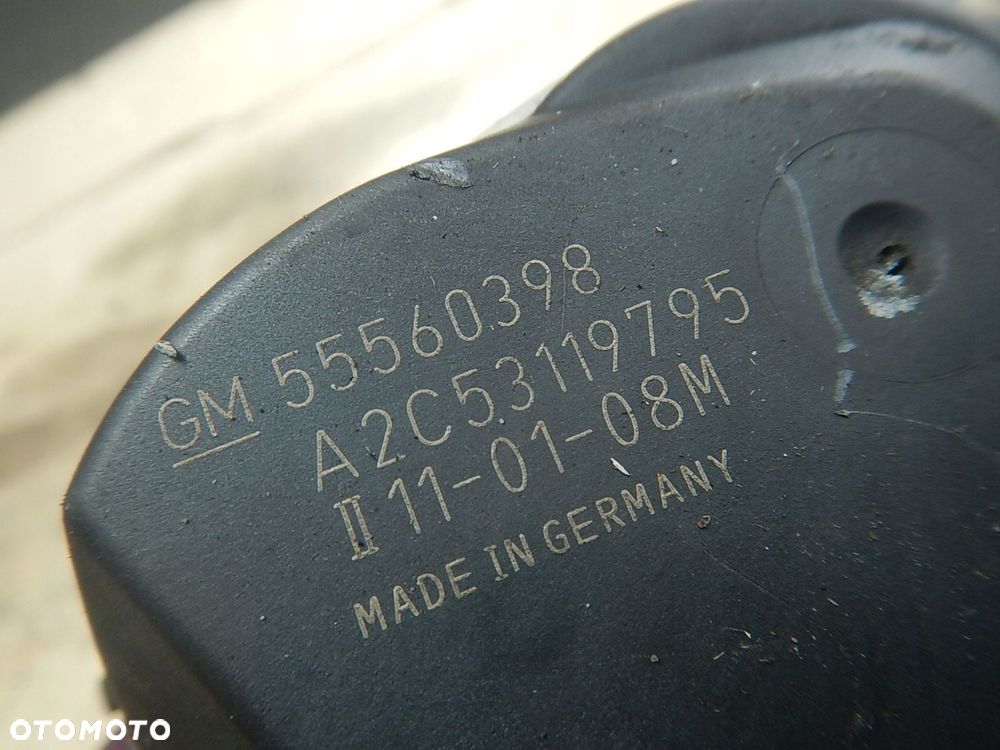 GM 55560398
A2C53119795
II 11-01-08M
MADE IN GERMANY
OTOMOTO